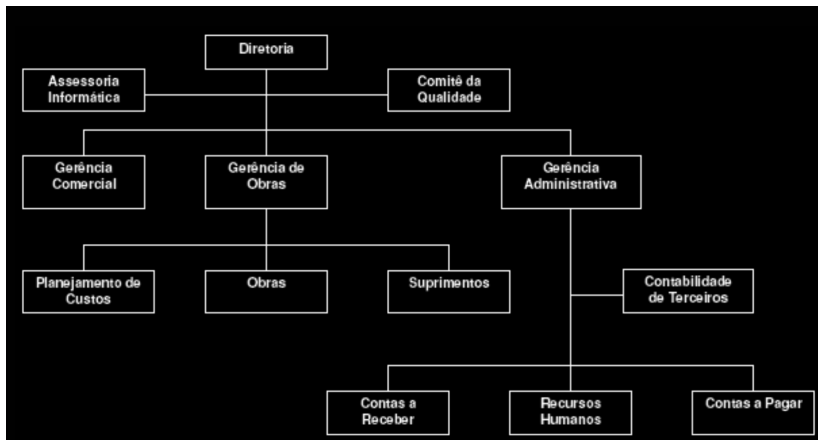 Diretoria
Assessoria
Informática
Comitê da
Qualidade
Gerência
Comercial
Gerência de
Obras
Gerência
Administrativa
Planejamento de
Custos
Obras
Suprimentos
Contabilidade
de Terceiros
Contas a
Receber
Recursos
Humanos
Contas a Pagar